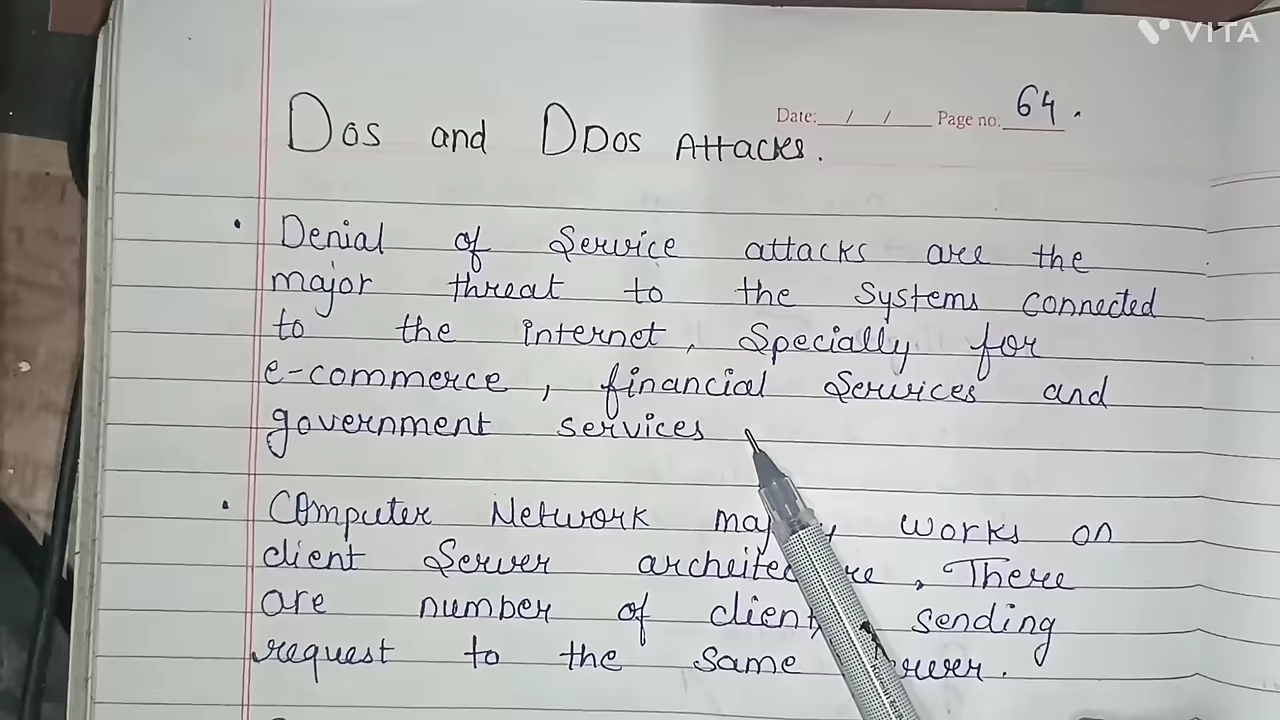 VITA
Date: / / Page no: 64.
Dos and DDos Attacks.
• Denial of Service attacks are the
major threat to the systems connected
to the internet, Specially for
e-commerce, financial Services and
government services
• Computer Network works on
client Server There
are number of sending
request to the same